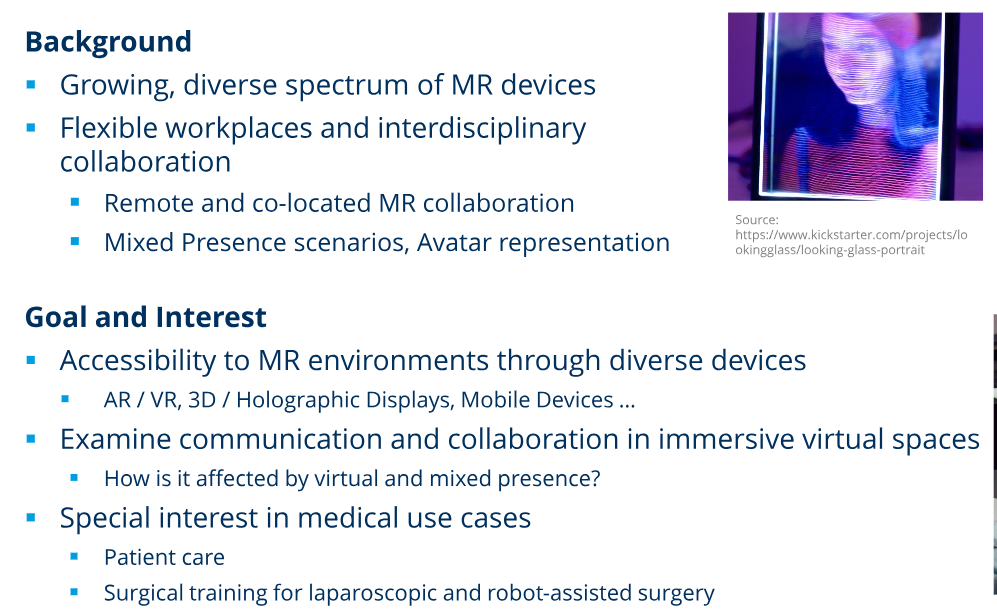 Background
Growing, diverse spectrum of MR devices
Flexible workplaces and interdisciplinary
collaboration
Remote and co-located MR collaboration
Mixed Presence scenarios, Avatar representation
Source:
https://www.kickstarter.com/projects/lo
okingglass/looking-glass-portrait
Goal and Interest
Accessibility to MR environments through diverse devices
AR / VR, 3D / Holographic Displays, Mobile Devices ...
Examine communication and collaboration in immersive virtual spaces
How is it affected by virtual and mixed presence?
Special interest in medical use cases
Patient care
Surgical training for laparoscopic and robot-assisted surgery